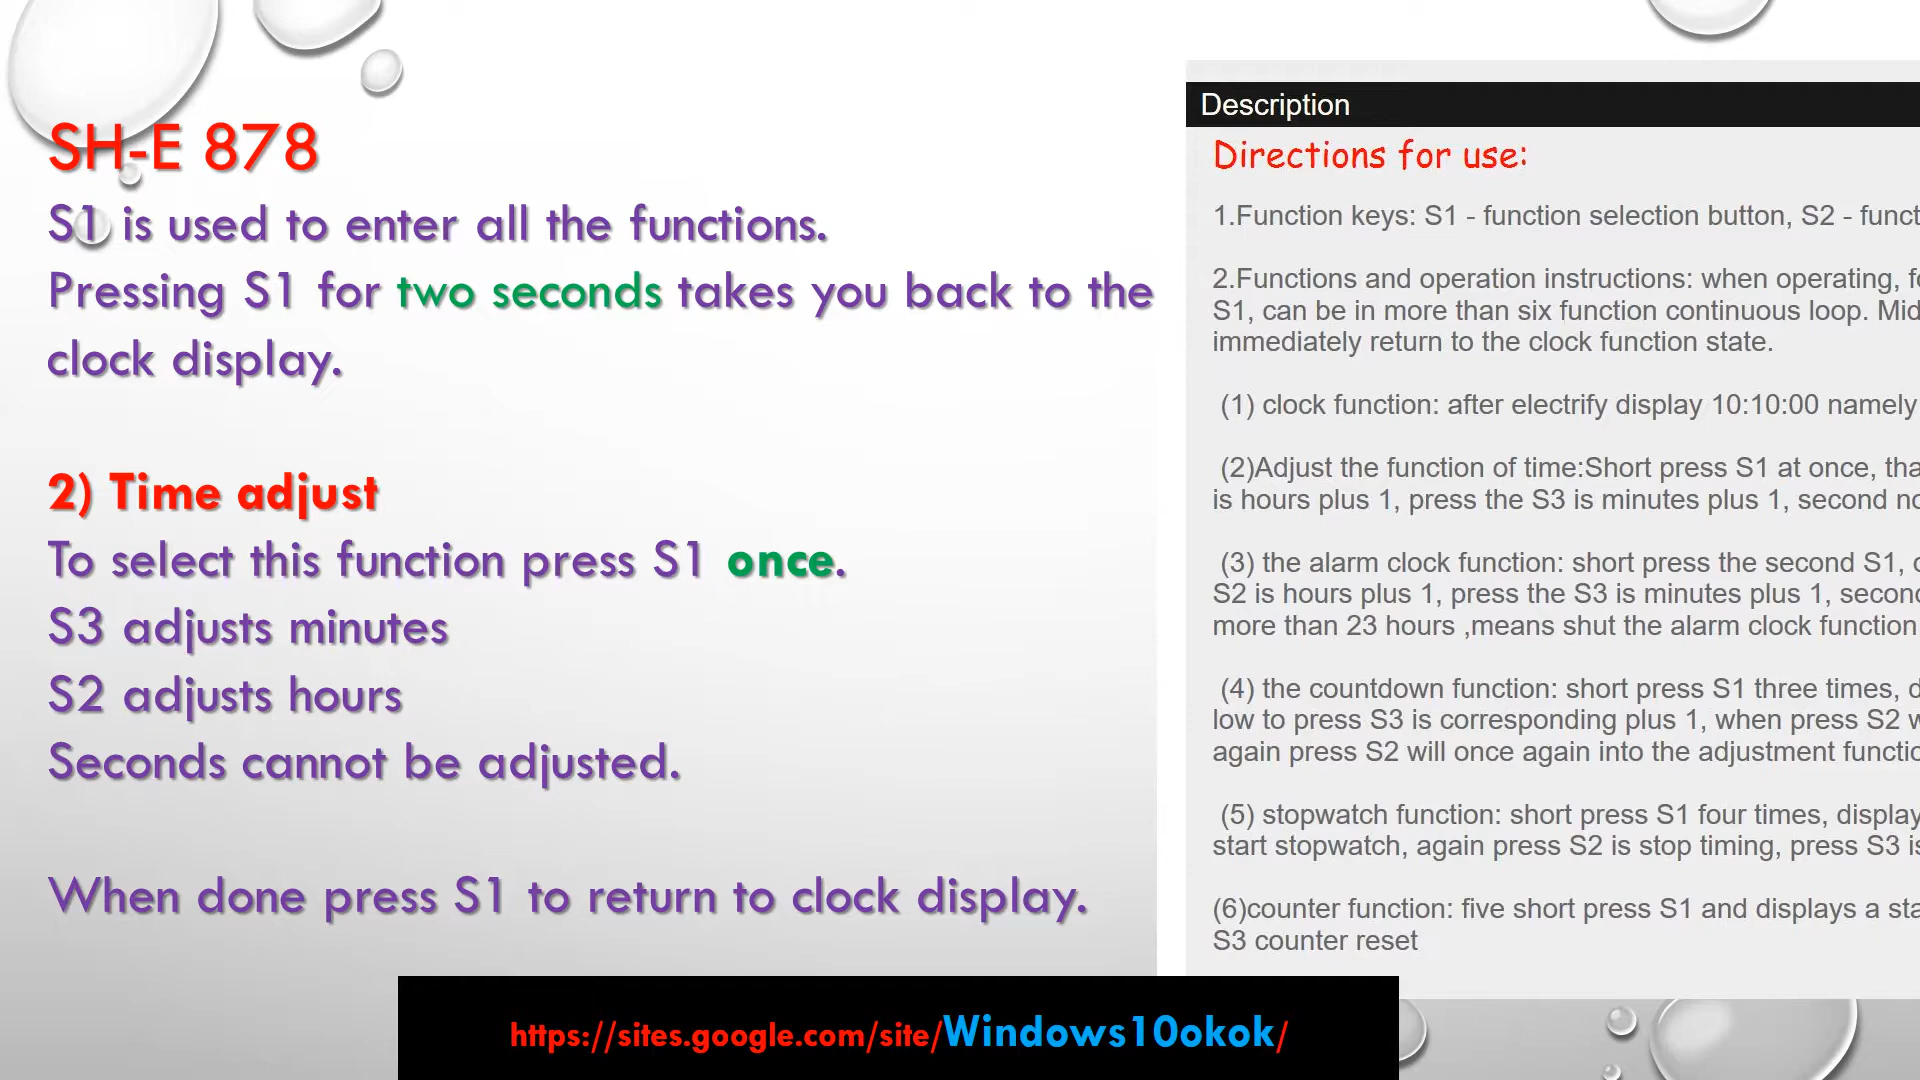 SH-E 878
S1 is used to enter all the functions.
Pressing S1 for two seconds takes you back to the
clock display.
2) Time adjust
To select this function press S1 once.
S3 adjusts minutes
S2 adjusts hours
Seconds cannot be adjusted.
When done press S1 to return to clock display.
Description
Directions for use:
1.Function keys: S1 - function selection button, S2 - funct
2.Functions and operation instructions: when operating, fo
S1, can be in more than six function continuous loop. Mid
immediately return to the clock function state.
(1) clock function: after electrify display 10:10:00 namely
(2)Adjust the function of time:Short press S1 at once, tha
is hours plus 1, press the S3 is minutes plus 1, second no
(3) the alarm clock function: short press the second S1,
S2 is hours plus 1, press the S3 is minutes plus 1, secon
more than 23 hours ,means shut the alarm clock function
(4) the countdown function: short press S1 three times, d
low to press S3 is corresponding plus 1, when press S2 w
again press S2 will once again into the adjustment functio
(5) stopwatch function: short press S1 four times, display
start stopwatch, again press S2 is stop timing, press S3 is
(6)counter function: five short press S1 and displays a sta
S3 counter reset
https://sites.google.com/site/Windows10okok/